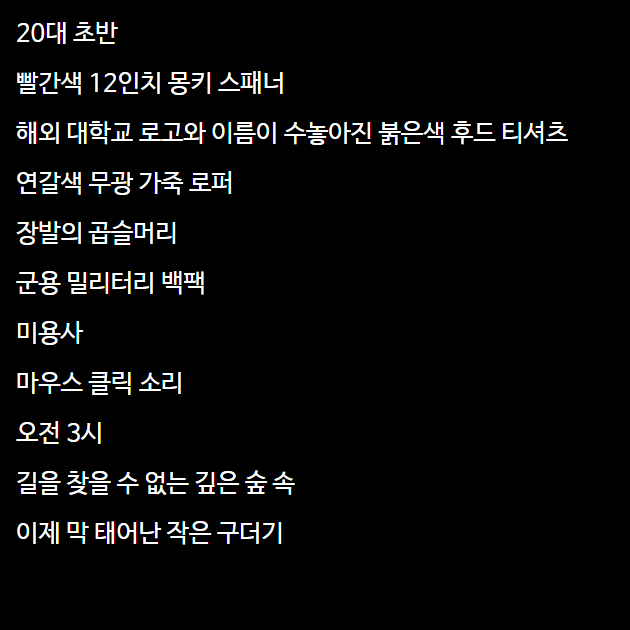 20대 초반
빨간색 12인치 몽키 스패너
해외 대학교 로고와 이름이 수놓아진 붉은색 후드 티셔츠
연갈색 무광 가죽 로퍼
장발의 곱슬머리
군용 밀리터리 백팩
미용사
마우스 클릭 소리
오전 3시
길을 찾을 수 없는 깊은 숲 속
이제 막 태어난 작은 구더기